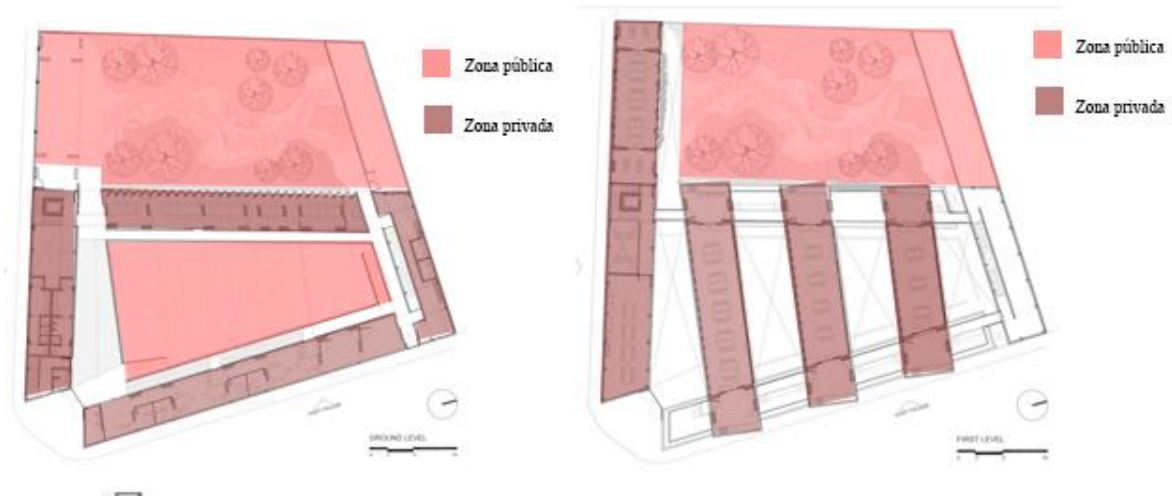 Zona pública
Zona privada
GROUND LEVEL
Zona pública
Zona privada
FIRST LEVEL